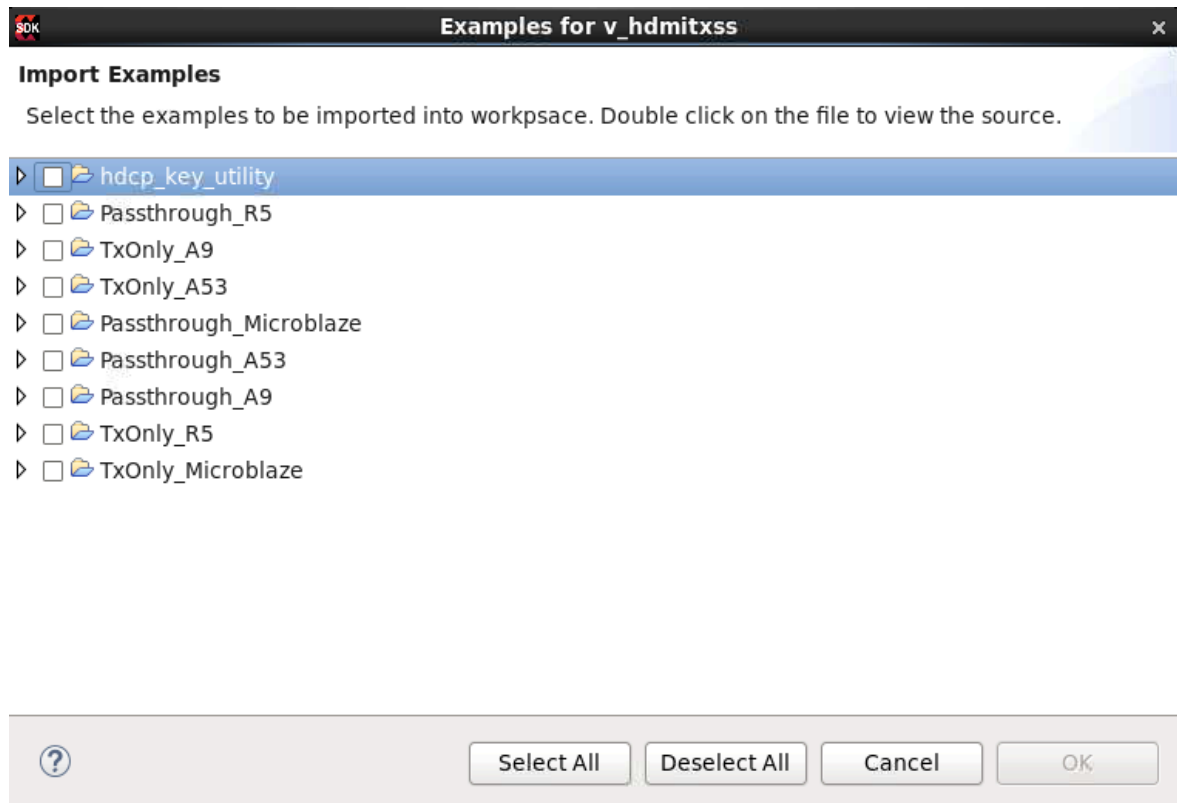 SDK
Examples for v_hdmitxss
Import Examples
Select the examples to be imported into workpsace. Double click on the file to view the source.
hdcp_key_utility
Passthrough_R5
TxOnly_A9
TxOnly_A53
Passthrough_Microblaze
Passthrough_A53
Passthrough_A9
TxOnly_R5
TxOnly_Microblaze
? Select All Deselect All Cancel OK